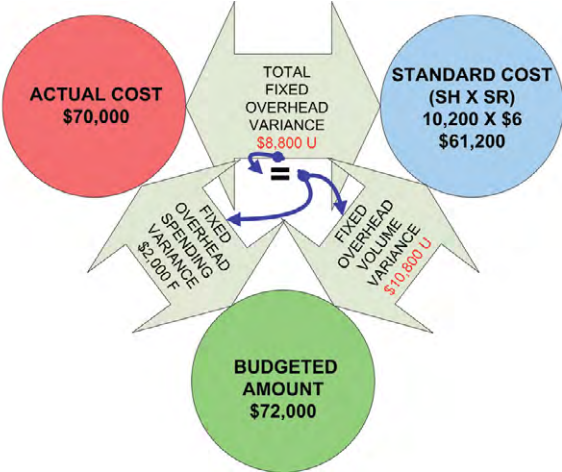 ACTUAL COST
$70,000
TOTAL
FIXED
OVERHEAD
VARIANCE
$8,800 U
STANDARD COST
(SH X SR)
10,200 X $6
$61,200
=
FIXED
OVERHEAD
SPENDING
VARIANCE
$2,000 F
FIXED
OVERHEAD
VOLUME
VARIANCE
$10,800 U
BUDGETED
AMOUNT
$72,000